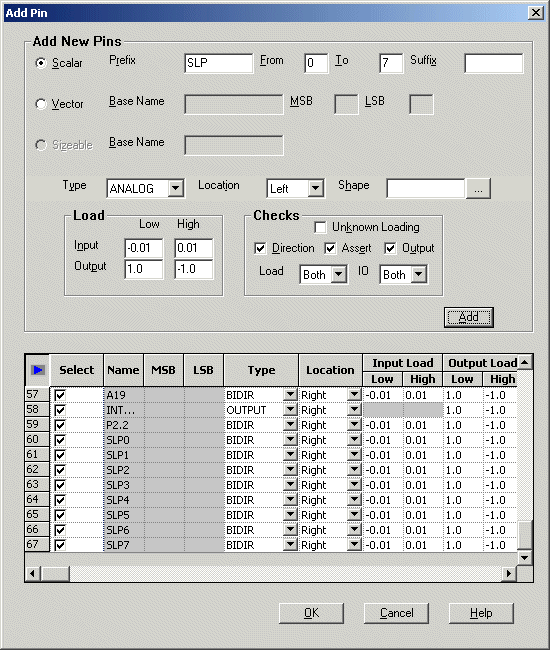 Add Pin
Add New Pins
Scalar Prefix SLP From 0 To 7 Suffix
Vector Base Name MSB LSB
Sizeable Base Name
Type ANALOG Location Left Shape ...
Load Checks
Low High Unknown Loading
Input -0.01 0.01 Direction Assert Output
Output 1.0 -1.0 Load Both IO Both
Add
Select Name MSB LSB Type Location Input Load Output Load
Low High Low High
57 A19 BIDIR Right -0.01 0.01 1.0 -1.0
58 INT... OUTPUT Right 1.0 -1.0
59 P2.2 BIDIR Right -0.01 0.01 1.0 -1.0
60 SLP0 BIDIR Right -0.01 0.01 1.0 -1.0
61 SLP1 BIDIR Right -0.01 0.01 1.0 -1.0
62 SLP2 BIDIR Right -0.01 0.01 1.0 -1.0
63 SLP3 BIDIR Right -0.01 0.01 1.0 -1.0
64 SLP4 BIDIR Right -0.01 0.01 1.0 -1.0
65 SLP5 BIDIR Right -0.01 0.01 1.0 -1.0
66 SLP6 BIDIR Right -0.01 0.01 1.0 -1.0
67 SLP7 BIDIR Right -0.01 0.01 1.0 -1.0
OK Cancel Help